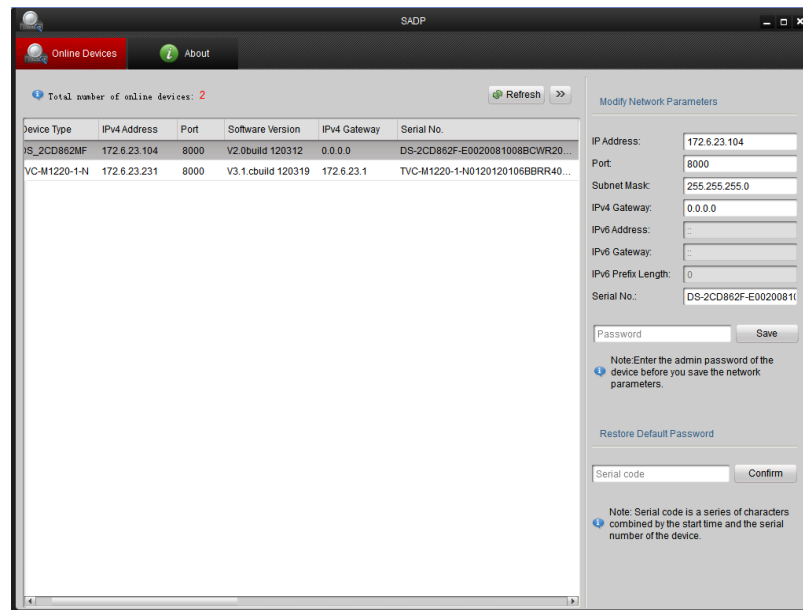 SADP
Online Devices
About
Total number of online devices: 2
Refresh
Modify Network Parameters
Device Type IPv4 Address Port Software Version IPv4 Gateway Serial No.
DS_2CD862MF 172.6.23.104 8000 V2.0build 120312 0.0.0.0 DS-2CD862F-E0020081008BCWR20...
VC-M1220-1-N 172.6.23.231 8000 V3.1.cbuild 120319 172.6.23.1 TVC-M1220-1-N0120120106BBRR40...
IP Address: 172.6.23.104
Port: 8000
Subnet Mask: 255.255.255.0
IPv4 Gateway: 0.0.0.0
IPv6 Address: ::
IPv6 Gateway: ::
IPv6 Prefix Length: 0
Serial No.: DS-2CD862F-E0020081(
Password Save
Note:Enter the admin password of the
device before you save the network
parameters.
Restore Default Password
Serial code Confirm
Note: Serial code is a series of characters
combined by the start time and the serial
number of the device.